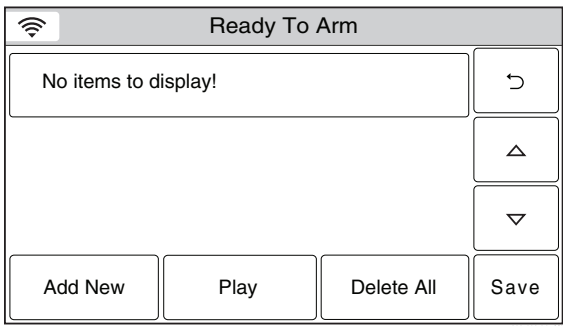 Ready To Arm
No items to display!
Add New
Play
Delete All
Save